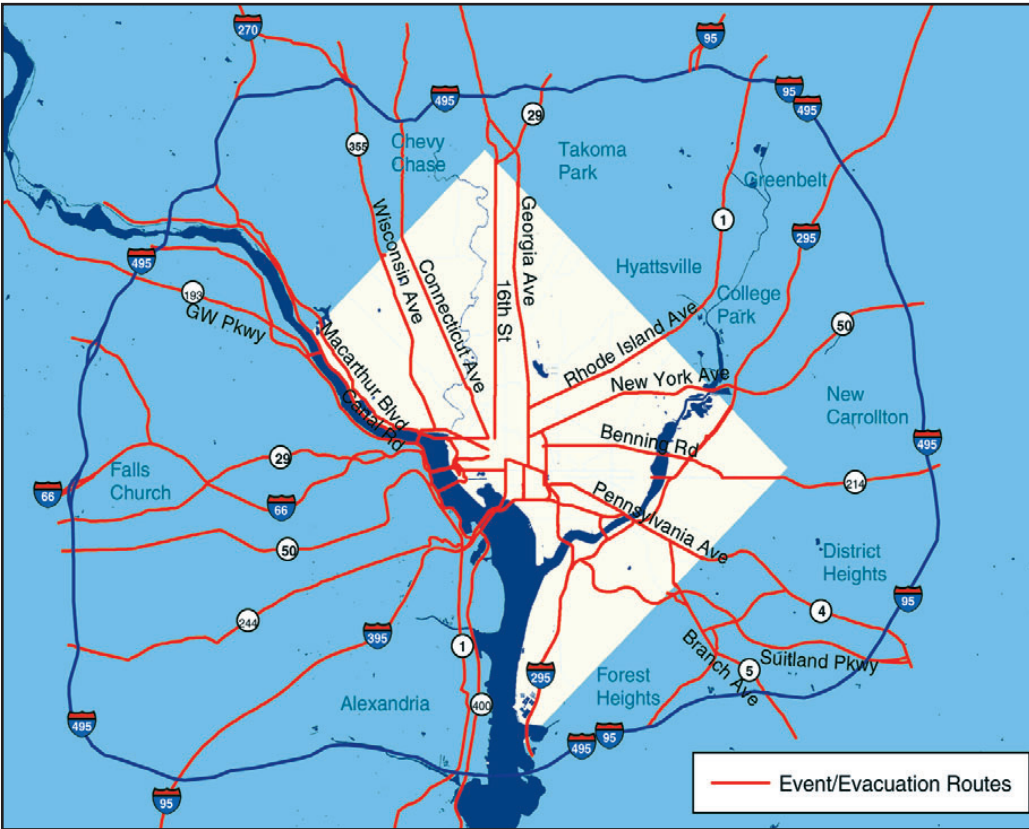 270
95
495
29
95
495
Chevy
Chase
355
Takoma
Park
Greenbelt
1
295
Wisconsin Ave
Connecticut Ave
16th St
Georgia Ave
Hyattsville
495
193
GW Pkwy
College
Park
Macarthur Blvd
Canal Rd
Rhode Island Ave
50
New York Ave
New
Carrollton
Benning Rd
495
29
Falls
Church
66
66
214
Pennsylvania Ave
50
District
Heights
95
4
244
395
1
Branch Ave
Suitland Pkwy
5
295
Forest
Heights
Alexandria
400
495
495
95
95
Event/Evacuation Routes